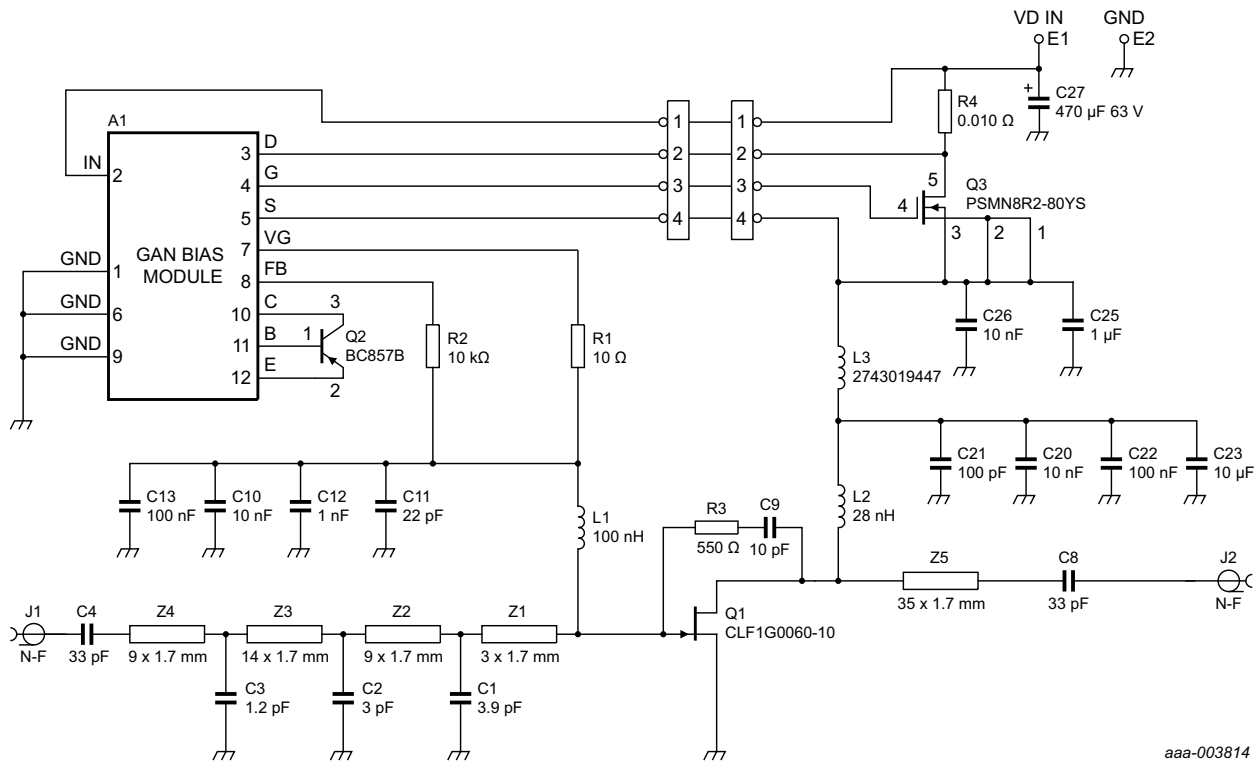 VD IN GND
E1 E2
A1
IN
2
GND
1
GND
6
GND
9
GAN BIAS
MODULE
3 D
4 G
5 S
7 VG
8 FB
10 C
11 B
12 E
3
1
2
Q2
BC857B
R2
10 kΩ
R1
10 Ω
1 1
2 2
3 3
4 4
R4
0.010 Ω
+
C27
470 µF 63 V
5
4
3
2
1
Q3
PSMN8R2-80YS
C26
10 nF
C25
1 µF
L3
2743019447
C21
100 pF
C20
10 nF
C22
100 nF
C23
10 µF
L2
28 nH
C13
100 nF
C10
10 nF
C12
1 nF
C11
22 pF
L1
100 nH
R3
550 Ω
C9
10 pF
Q1
CLF1G0060-10
Z5
35 x 1.7 mm
C8
33 pF
J2
N-F
J1
N-F
C4
33 pF
Z4
9 x 1.7 mm
Z3
14 x 1.7 mm
Z2
9 x 1.7 mm
Z1
3 x 1.7 mm
C3
1.2 pF
C2
3 pF
C1
3.9 pF
aaa-003814